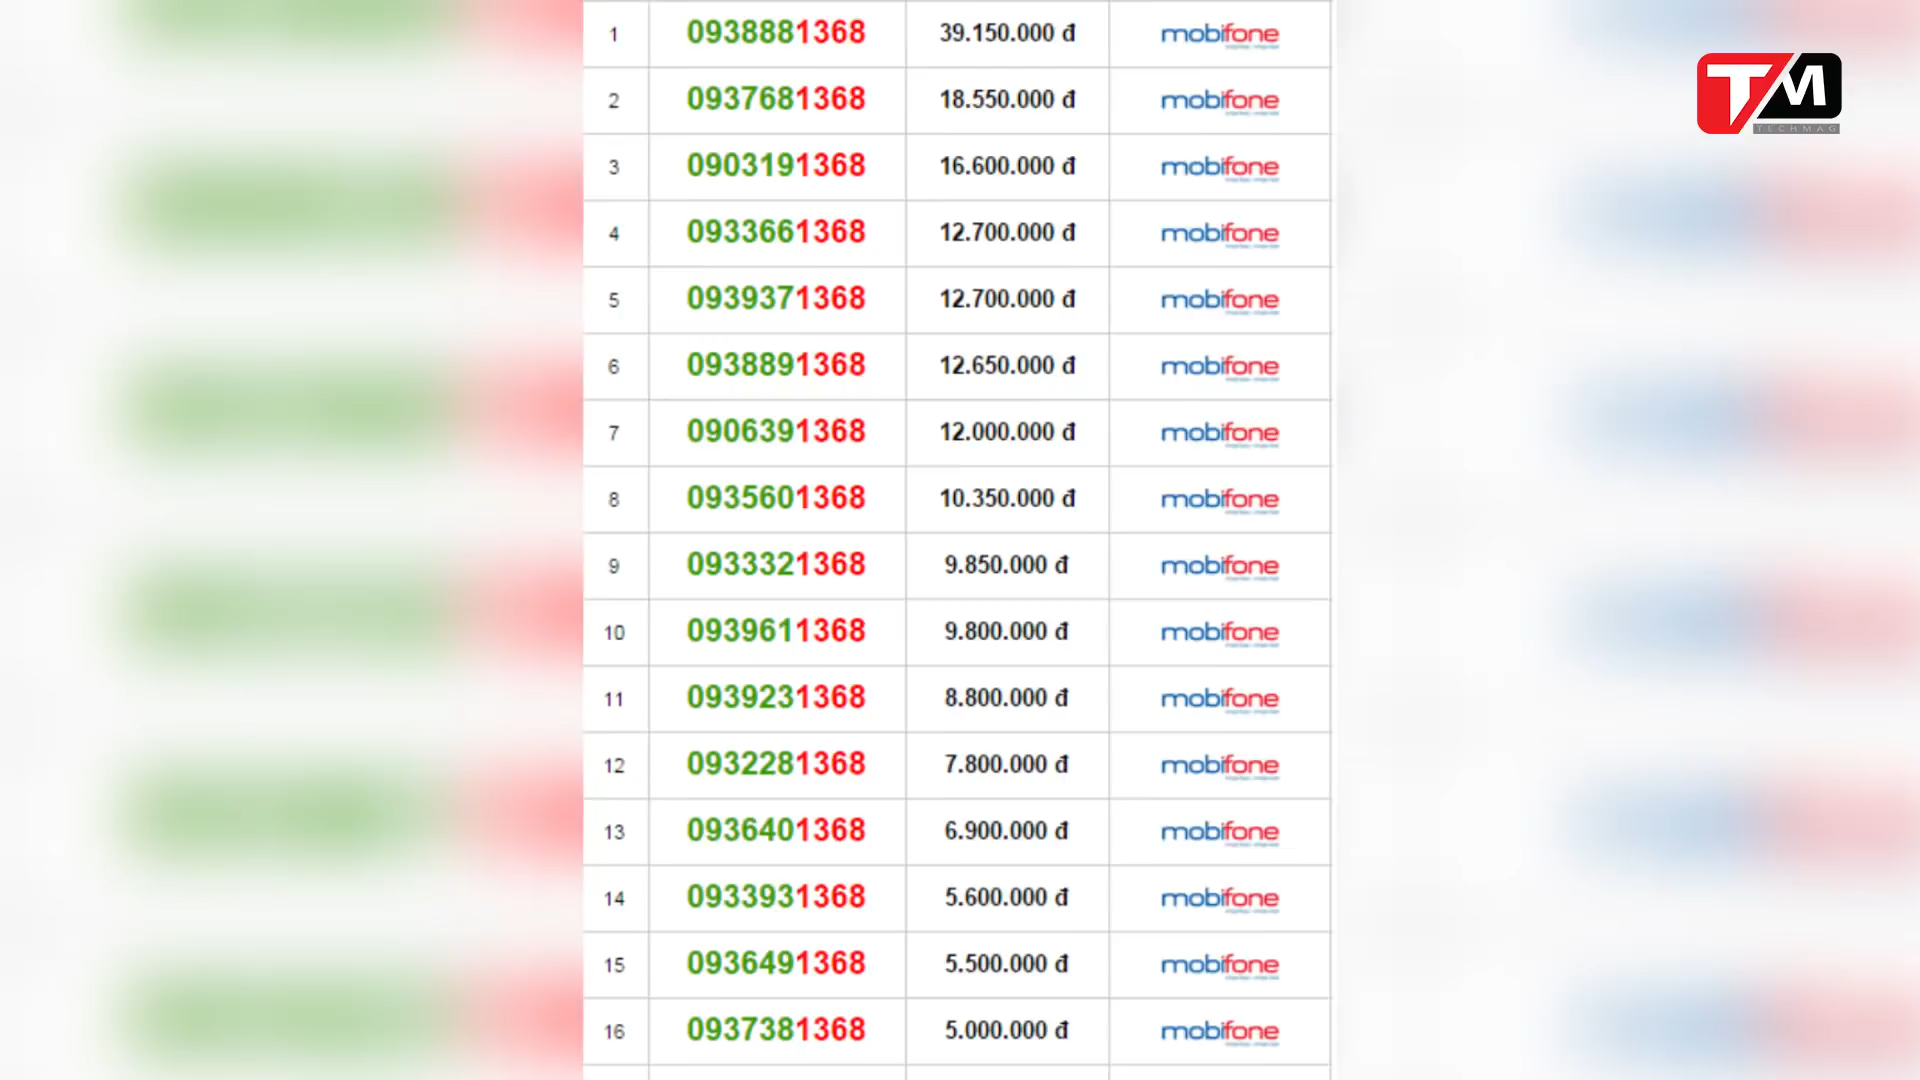 1 0938881368 39.150.000 đ mobifone
2 0937681368 18.550.000 đ mobifone
3 0903191368 16.600.000 đ mobifone
4 0933661368 12.700.000 đ mobifone
5 0939371368 12.700.000 đ mobifone
6 0938891368 12.650.000 đ mobifone
7 0906391368 12.000.000 đ mobifone
8 0935601368 10.350.000 đ mobifone
9 0933321368 9.850.000 đ mobifone
10 0939611368 9.800.000 đ mobifone
11 0939231368 8.800.000 đ mobifone
12 0932281368 7.800.000 đ mobifone
13 0936401368 6.900.000 đ mobifone
14 0933931368 5.600.000 đ mobifone
15 0936491368 5.500.000 đ mobifone
16 0937381368 5.000.000 đ mobifone
TM
TECHMAG